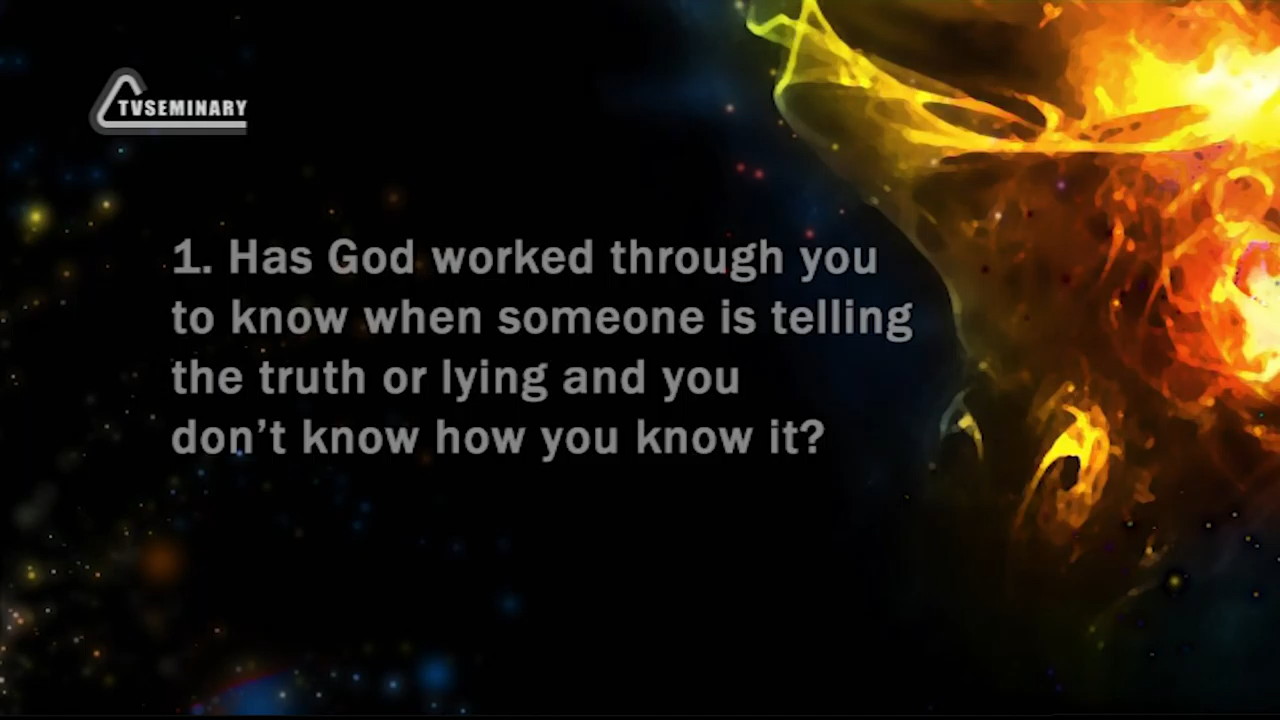 TVSEMINARY
1. Has God worked through you
to know when someone is telling
the truth or lying and you
don’t know how you know it?